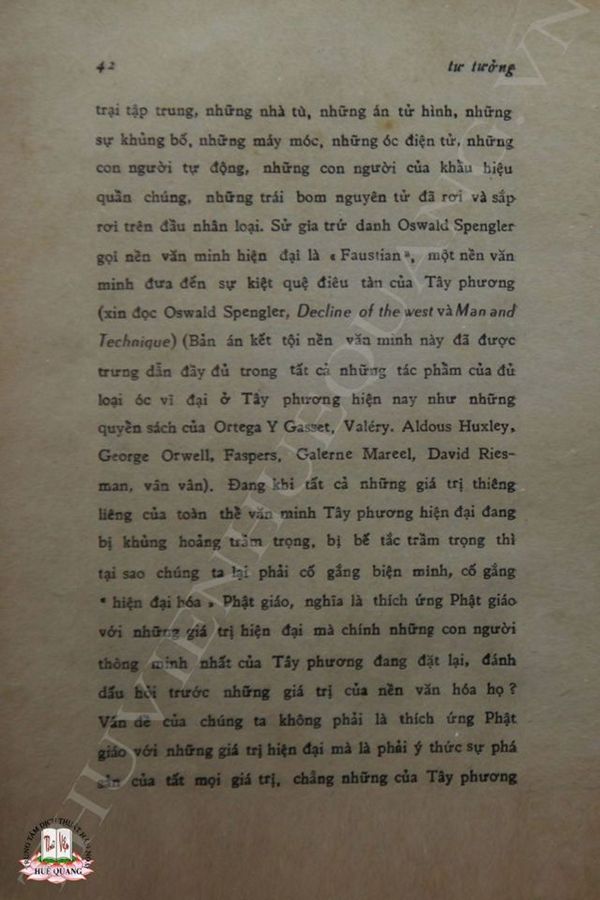 42
tư tưởng
trại tập trung, những nhà tù, những án tử hình, những
sự khủng bố, những máy móc, những óc điện tử, những
con người tự động, những con người của khẩu hiệu
quần chúng, những trái bom nguyên tử đã rơi và sắp
rơi trên đầu nhân loại. Sử gia trứ danh Oswald Spengler
gọi nền văn minh hiện đại là « Faustian », một nền văn
minh đưa đến sự kiệt quệ điêu tàn của Tây phương
(xin đọc Oswald Spengler, Decline of the west và Man and
Technique) (Bản án kết tội nền văn minh này đã được
trưng dẫn đầy đủ trong tất cả những tác phẩm của đủ
loại óc vĩ đại ở Tây phương hiện nay như những
quyền sách của Ortega Y Gasset, Valéry. Aldous Huxley,
George Orwell, Faspers, Galerne Mareel, David Ries-
man, vân vân). Đang khi tất cả những giá trị thiêng
liêng của toàn thể văn minh Tây phương hiện đại đang
bị khủng hoảng trầm trọng, bị bế tắc trầm trọng thì
tại sao chúng ta lại phải cố gắng biện minh, cố gắng
« hiện đại hóa » Phật giáo, nghĩa là thích ứng Phật giáo
với những giá trị hiện đại mà chính những con người
thông minh nhất của Tây phương đang đặt lại, đánh
dấu hỏi trước những giá trị của nền văn hóa họ ?
Vấn đề của chúng ta không phải là thích ứng Phật
giáo với những giá trị hiện đại mà là phải ý thức sự phá
sản của tất mọi giá trị, chẳng những của Tây phương
THUVIENHUEQUANG.VN
TRUNG TÂM DỊCH THUẬT HÁN NÔM
HUỆ QUANG